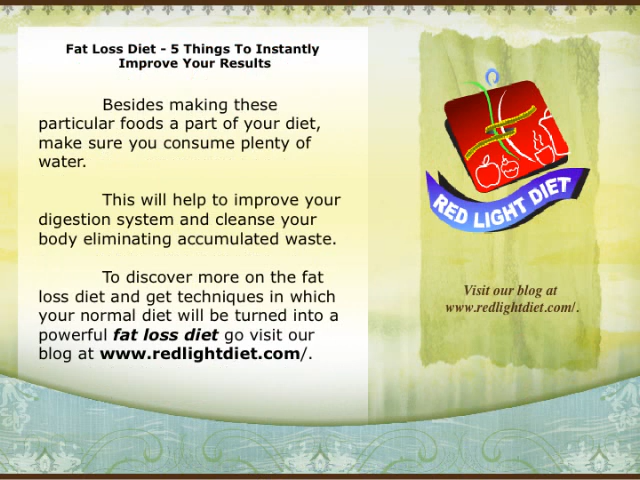 Fat Loss Diet - 5 Things To Instantly
Improve Your Results
Besides making these
particular foods a part of your diet,
make sure you consume plenty of
water.
This will help to improve your
digestion system and cleanse your
body eliminating accumulated waste.
To discover more on the fat
loss diet and get techniques in which
your normal diet will be turned into a
powerful fat loss diet go visit our
blog at www.redlightdiet.com/.
RED LIGHT DIET
Visit our blog at
www.redlightdiet.com/.